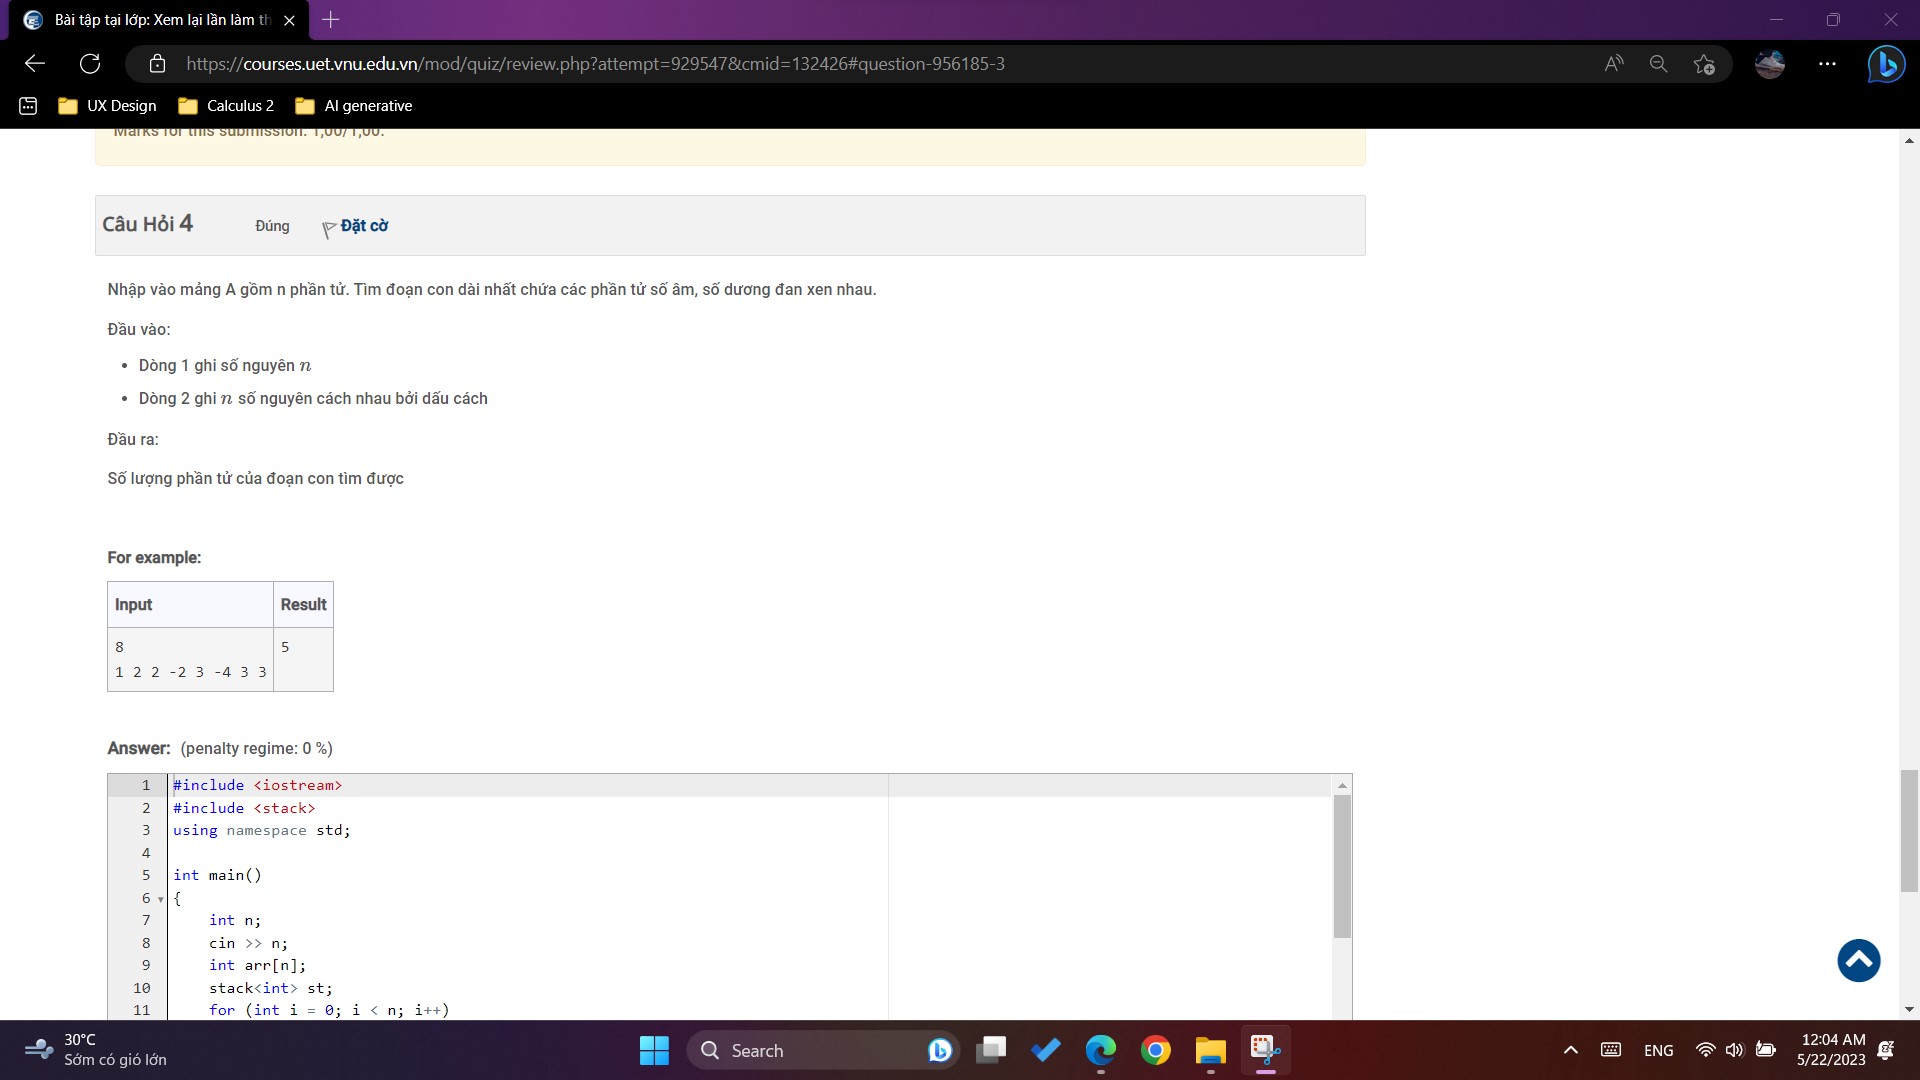 Bài tập tại lớp: Xem lại lần làm th
https://courses.uet.vnu.edu.vn/mod/quiz/review.php?attempt=929547&cmid=132426#question-956185-3
UX Design
Calculus 2
AI generative
Marks for this submission: 1,00/1,00.
Câu Hỏi 4
Đúng
Đặt cờ
Nhập vào mảng A gồm n phần tử. Tìm đoạn con dài nhất chứa các phần tử số âm, số dương đan xen nhau.
Đầu vào:
• Dòng 1 ghi số nguyên n
• Dòng 2 ghi n số nguyên cách nhau bởi dấu cách
Đầu ra:
Số lượng phần tử của đoạn con tìm được
For example:
Input Result
8 5
1 2 2 -2 3 -4 3 3
Answer: (penalty regime: 0 %)
1 #include <iostream>
2 #include <stack>
3 using namespace std;
4
5 int main()
6 {
7 int n;
8 cin >> n;
9 int arr[n];
10 stack<int> st;
11 for (int i = 0; i < n; i++)
30°C
Sớm có gió lớn
Search
ENG
12:04 AM
5/22/2023